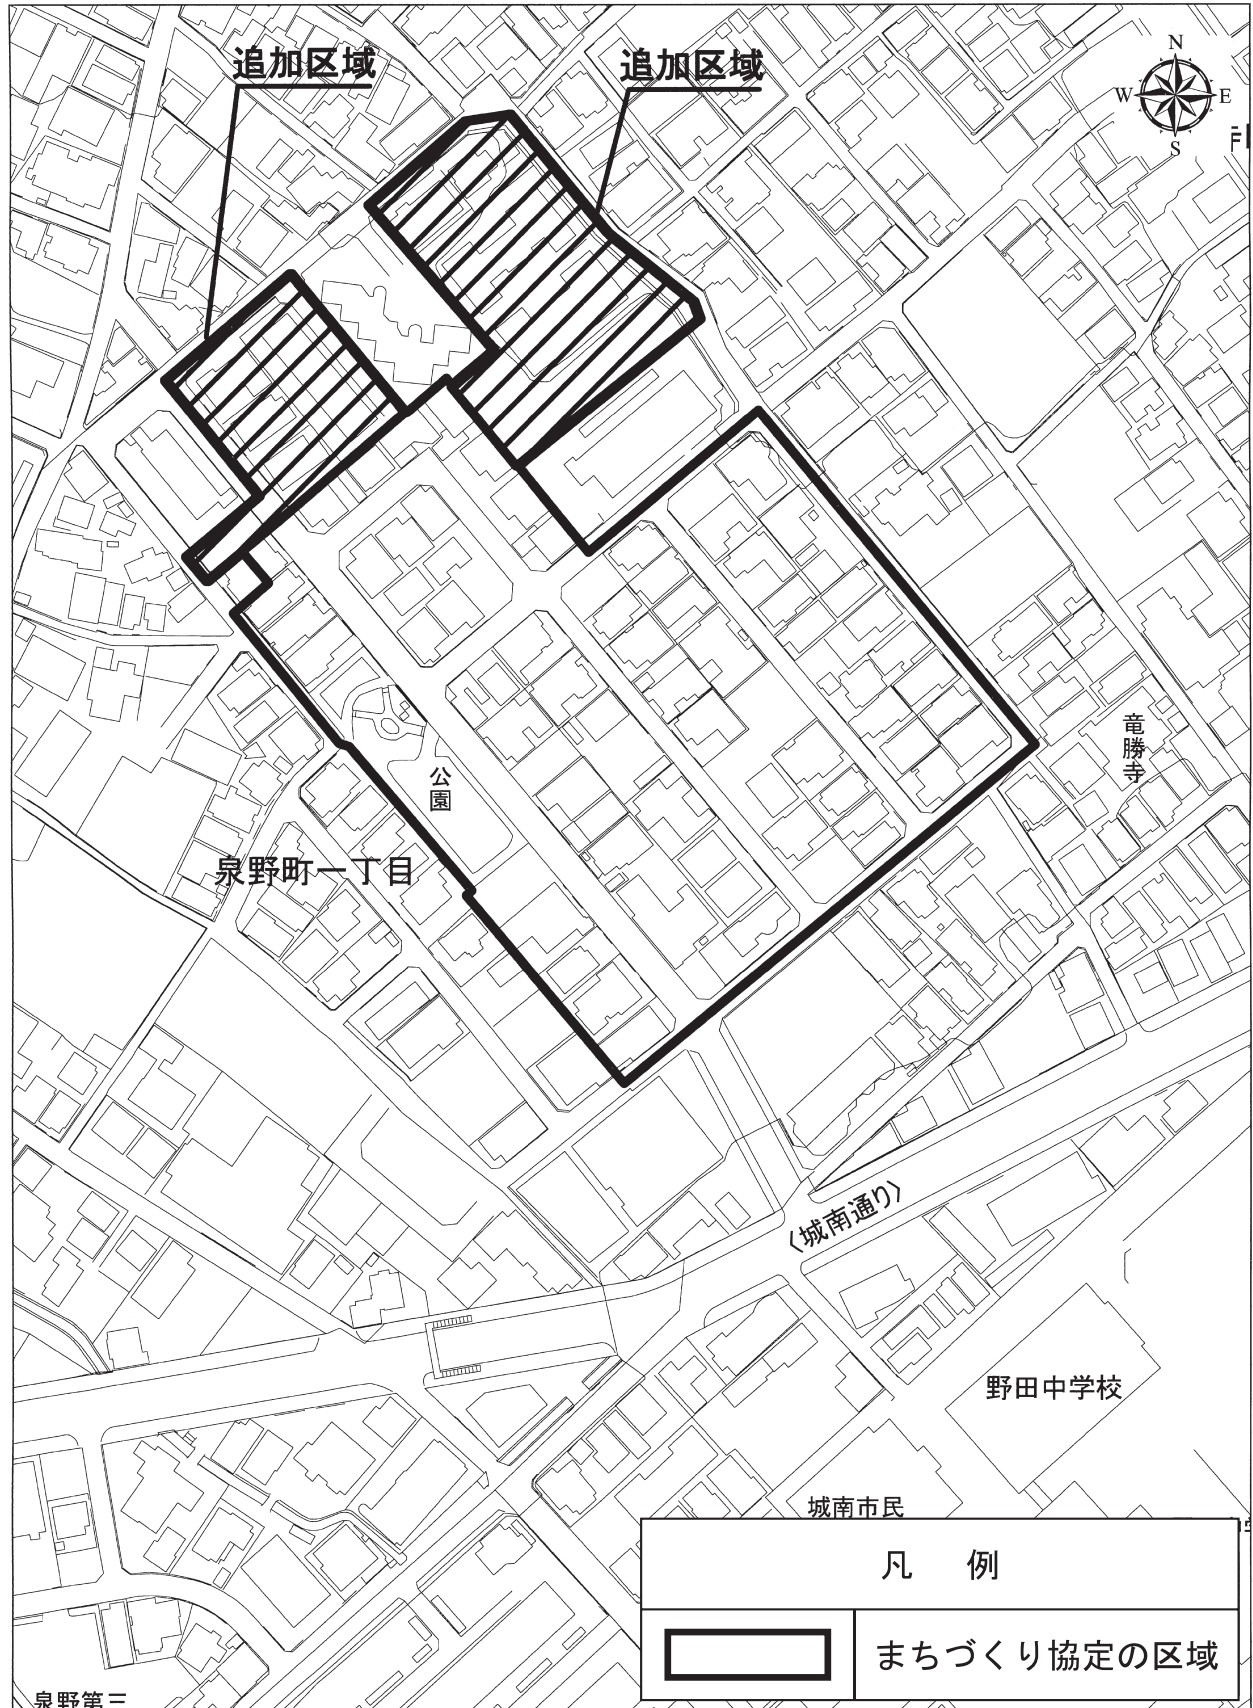 追加区域
追加区域
N
W
E
S
竜勝寺
公園
泉野町一丁目
〈城南通り〉
野田中学校
城南市民
凡 例
まちづくり協定の区域
泉野第三